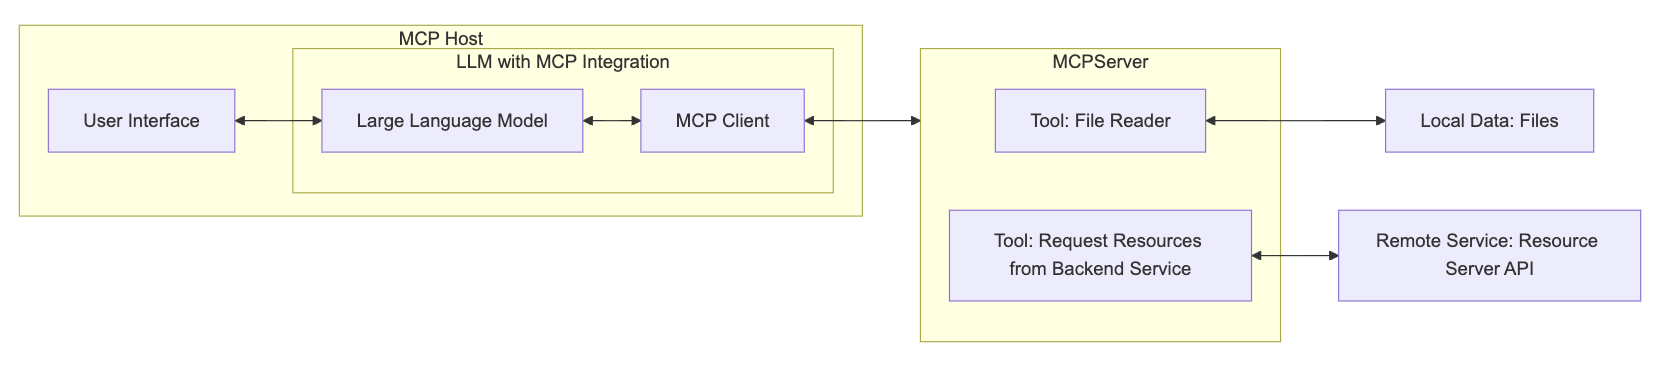 MCP Host
LLM with MCP Integration
User Interface
Large Language Model
MCP Client
MCPServer
Tool: File Reader
Tool: Request Resources
from Backend Service
Local Data: Files
Remote Service: Resource
Server API